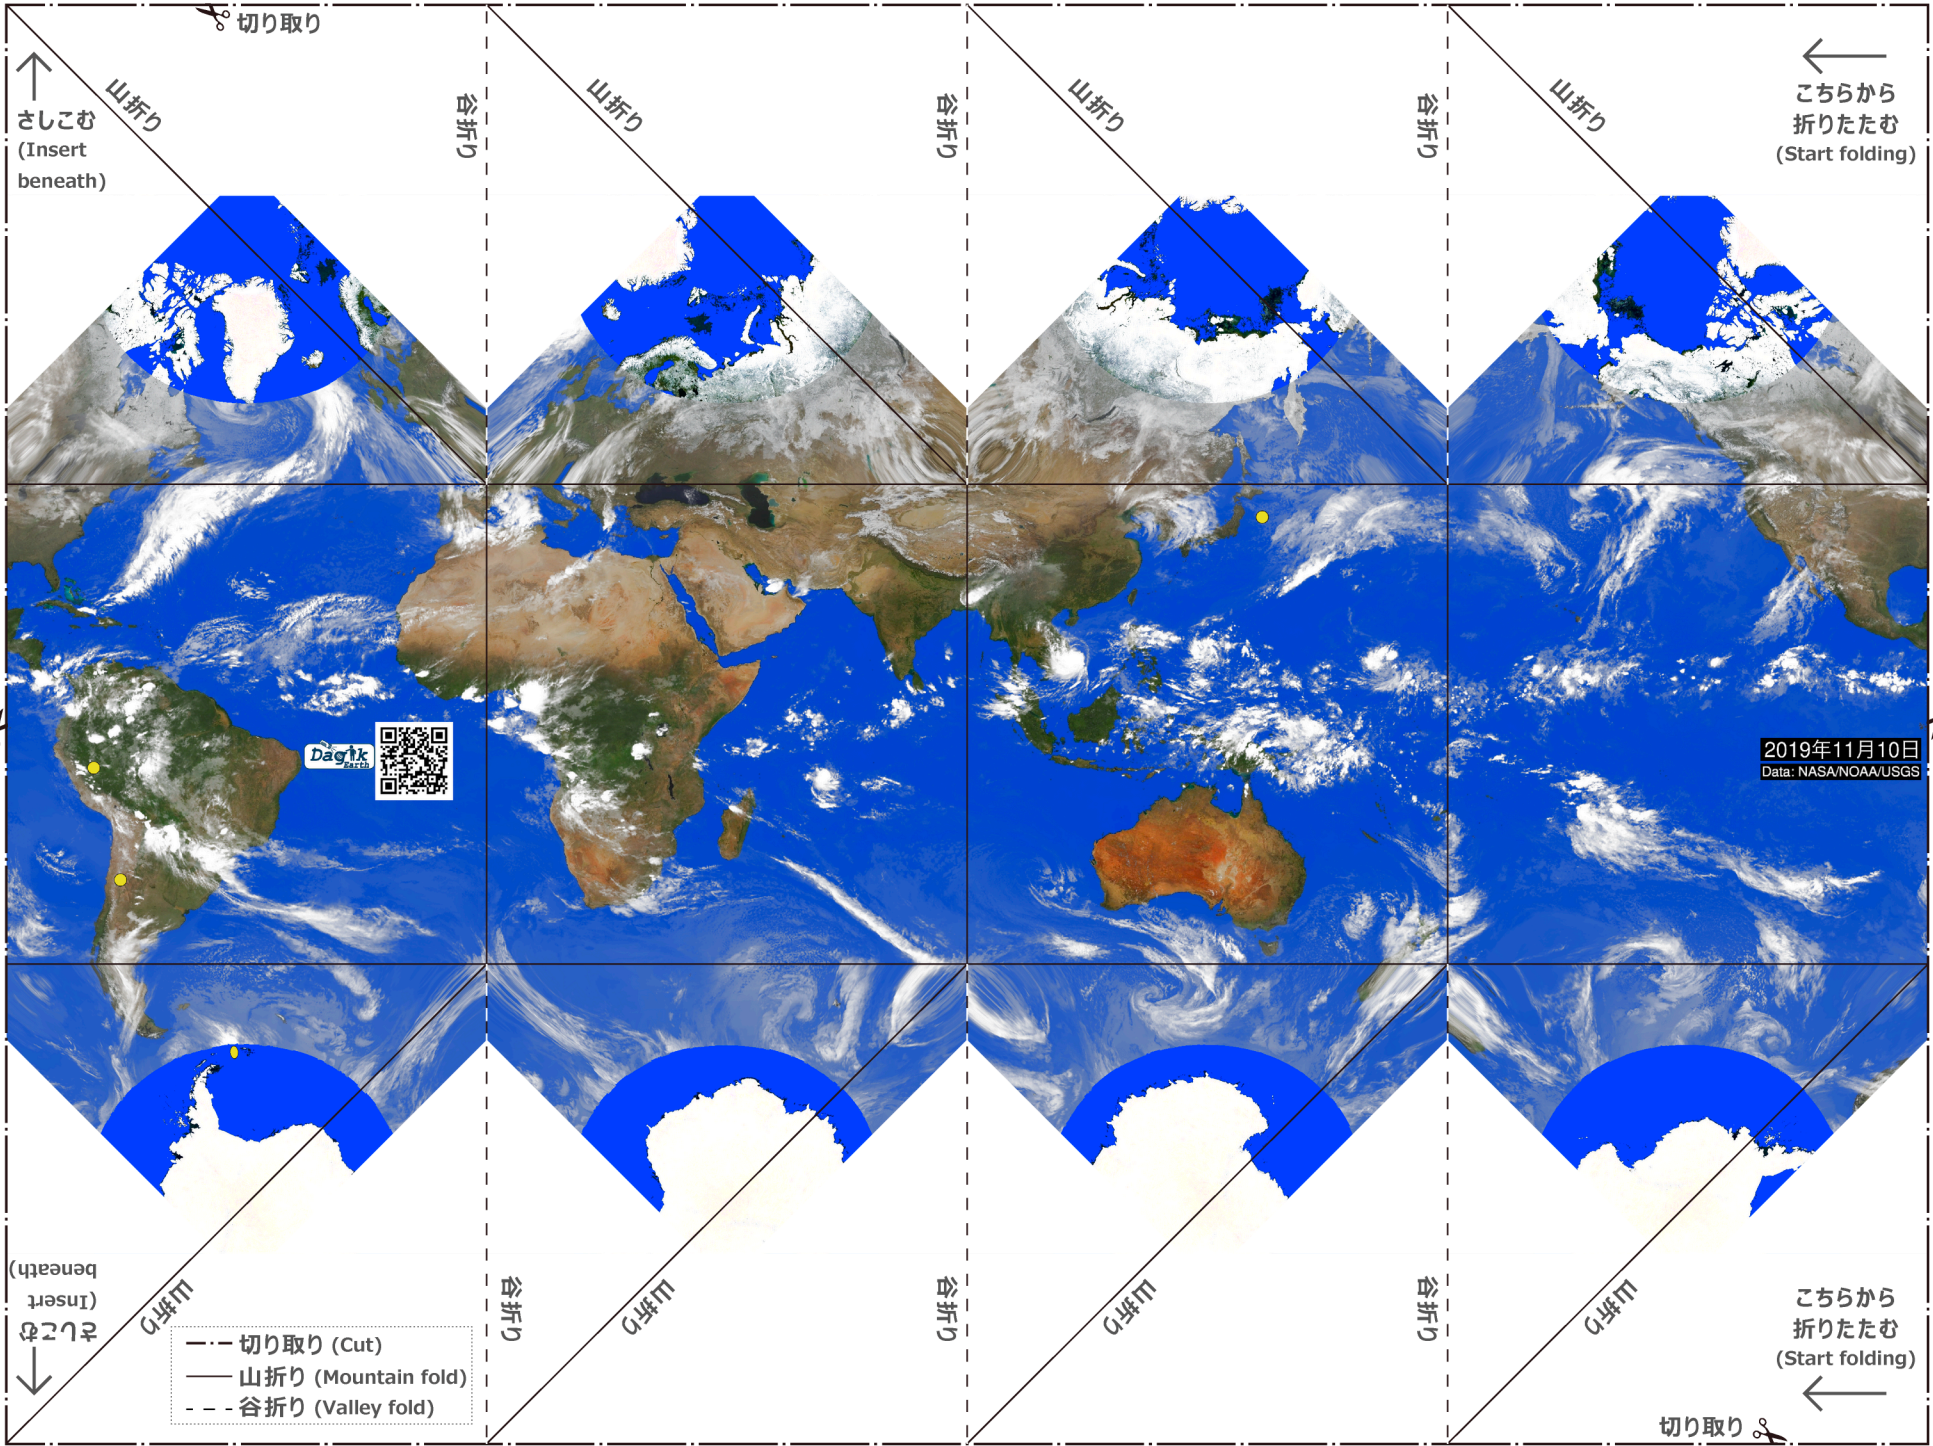 切り取り
さしこむ
(Insert
beneath)
山折り
谷折り
山折り
谷折り
山折り
谷折り
山折り
こちらから
折りたたむ
(Start folding)
Dagik
Earth
2019年11月10日
Data: NASA/NOAA/USGS
さしこむ
(Insert
beneath)
山折り
谷折り
山折り
谷折り
山折り
谷折り
山折り
こちらから
折りたたむ
(Start folding)
切り取り (Cut)
山折り (Mountain fold)
谷折り (Valley fold)
切り取り